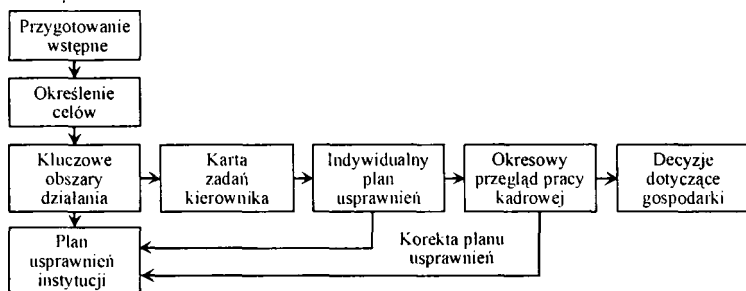 Przygotowanie
wstępne
Określenie
celów
Kluczowe
obszary
działania
Karta
zadań
kierownika
Indywidualny
plan
usprawnień
Okresowy
przegląd pracy
kadrowej
Decyzje
dotyczące
gospodarki
Plan
usprawnień
instytucji
Korekta planu
usprawnień